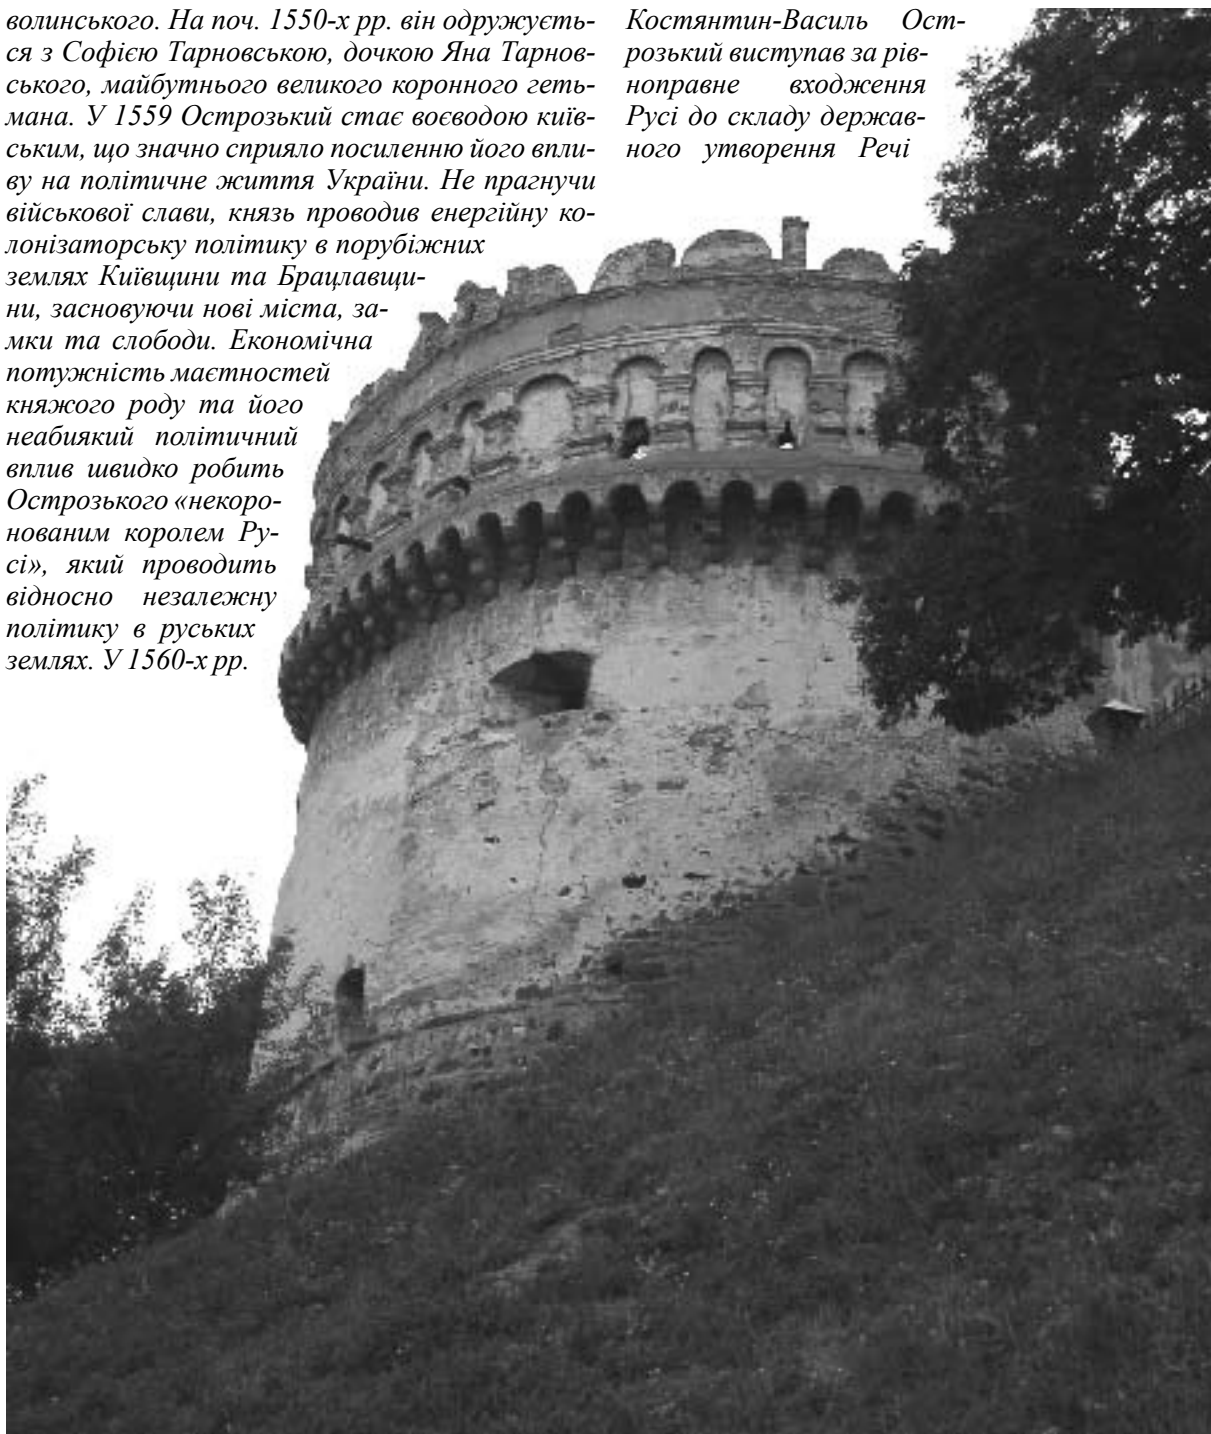 волинського. На поч. 1550-х рр. він одружуєть-
ся з Софією Тарновською, дочкою Яна Тарнов-
ського, майбутнього великого коронного геть-
мана. У 1559 Острозький стає воєводою київ-
ським, що значно сприяло посиленню його впли-
ву на політичне життя України. Не прагнучи
військової слави, князь проводив енергійну ко-
лонізаторську політику в порубіжних
землях Київщини та Брацлавщи-
ни, засновуючи нові міста, за-
мки та слободи. Економічна
потужність маєтностей
княжого роду та його
неабиякий політичний
вплив швидко робить
Острозького «некоро-
нованим королем Ру-
сі», який проводить
відносно незалежну
політику в руських
землях. У 1560-х рр.
Костянтин-Василь Ост-
розький виступав за рів-
ноправне входження
Русі до складу держав-
ного утворення Речі